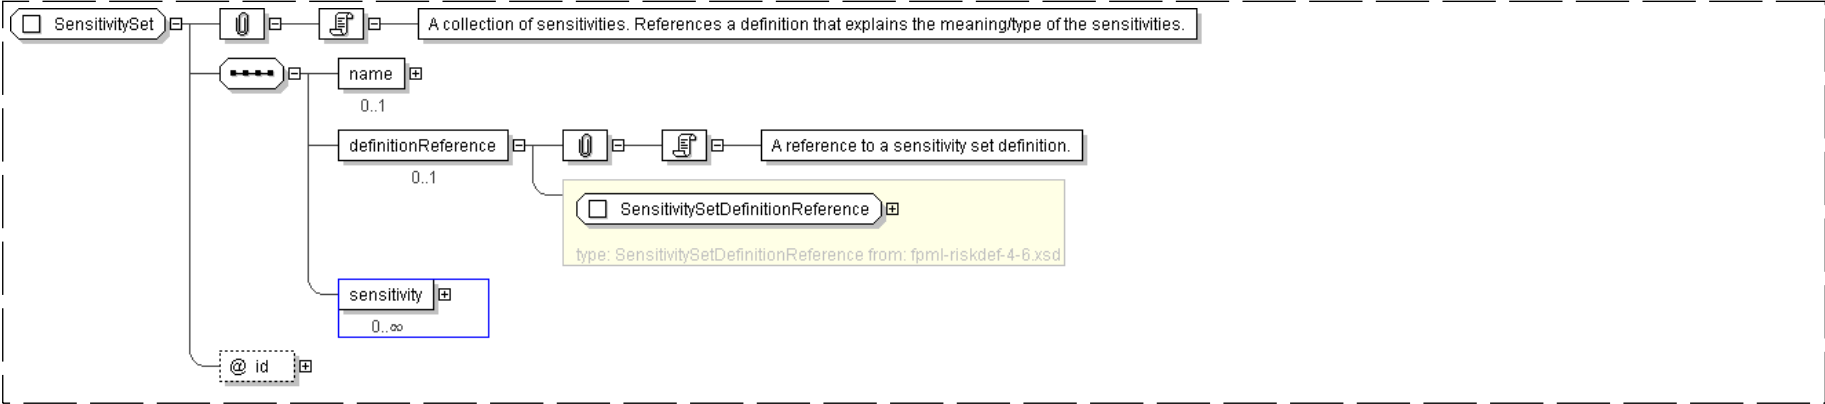 SensitivitySet
A collection of sensitivities. References a definition that explains the meaning/type of the sensitivities.
name
0..1
definitionReference
A reference to a sensitivity set definition.
0..1
SensitivitySetDefinitionReference
type: SensitivitySetDefinitionReference from: fpml-riskdef-4-6.xsd
sensitivity
0..∞
@ id